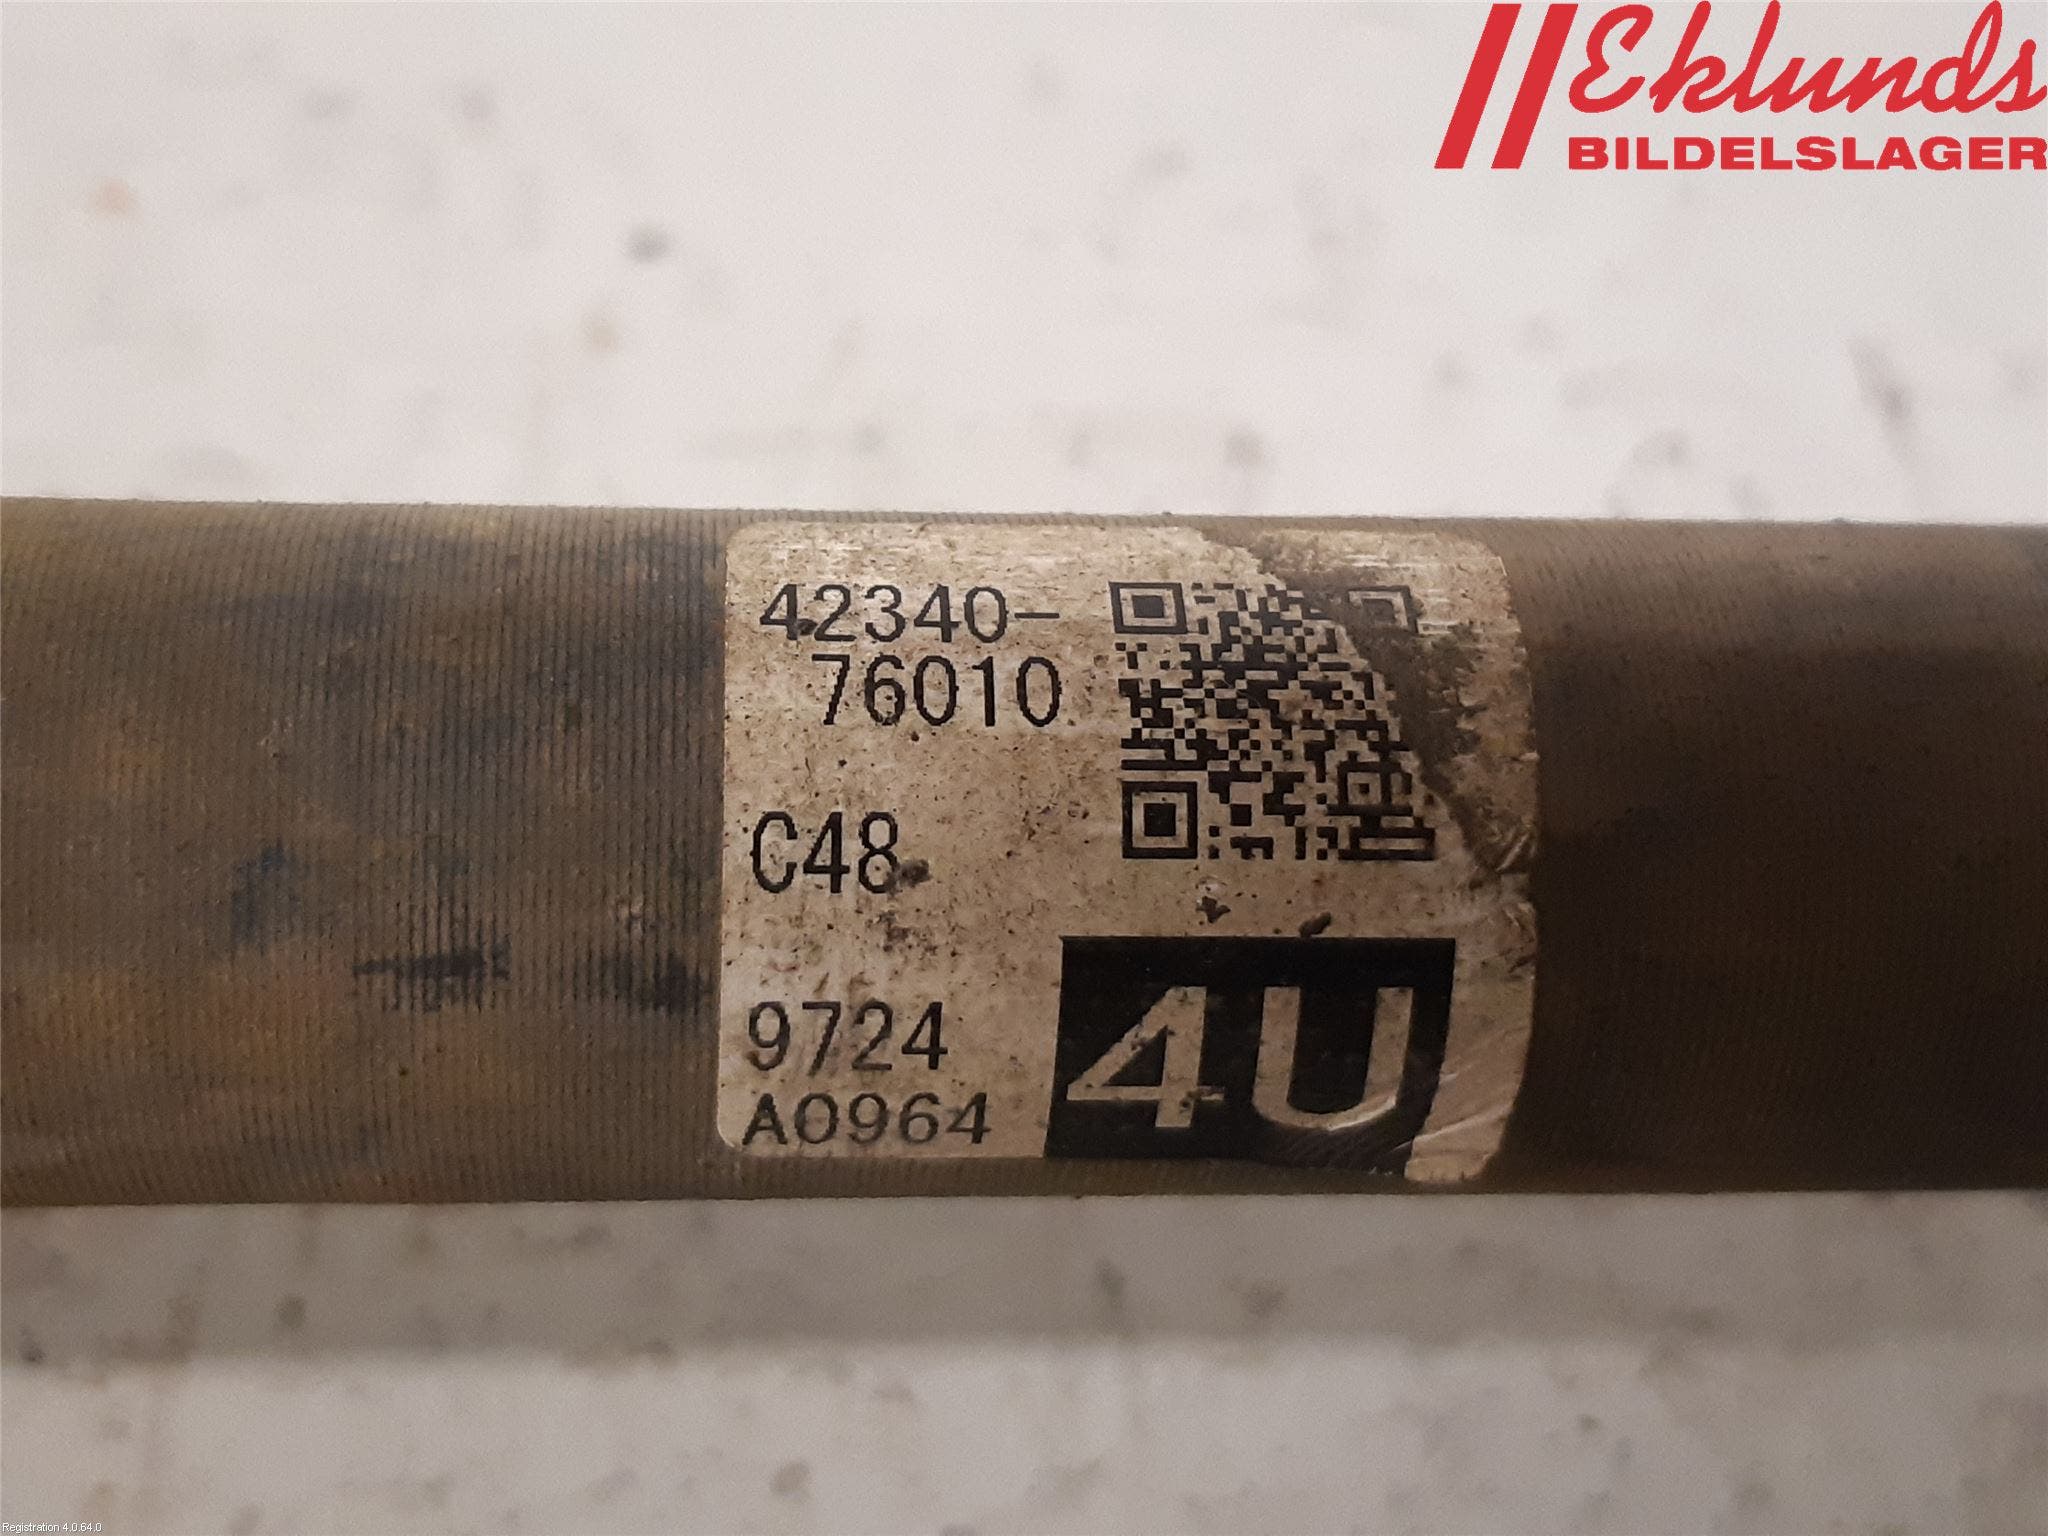 Eklunds
BILDELSLAGER
42340-
76010
C48
9724
A0964
4U
Registration 4.0.64.0